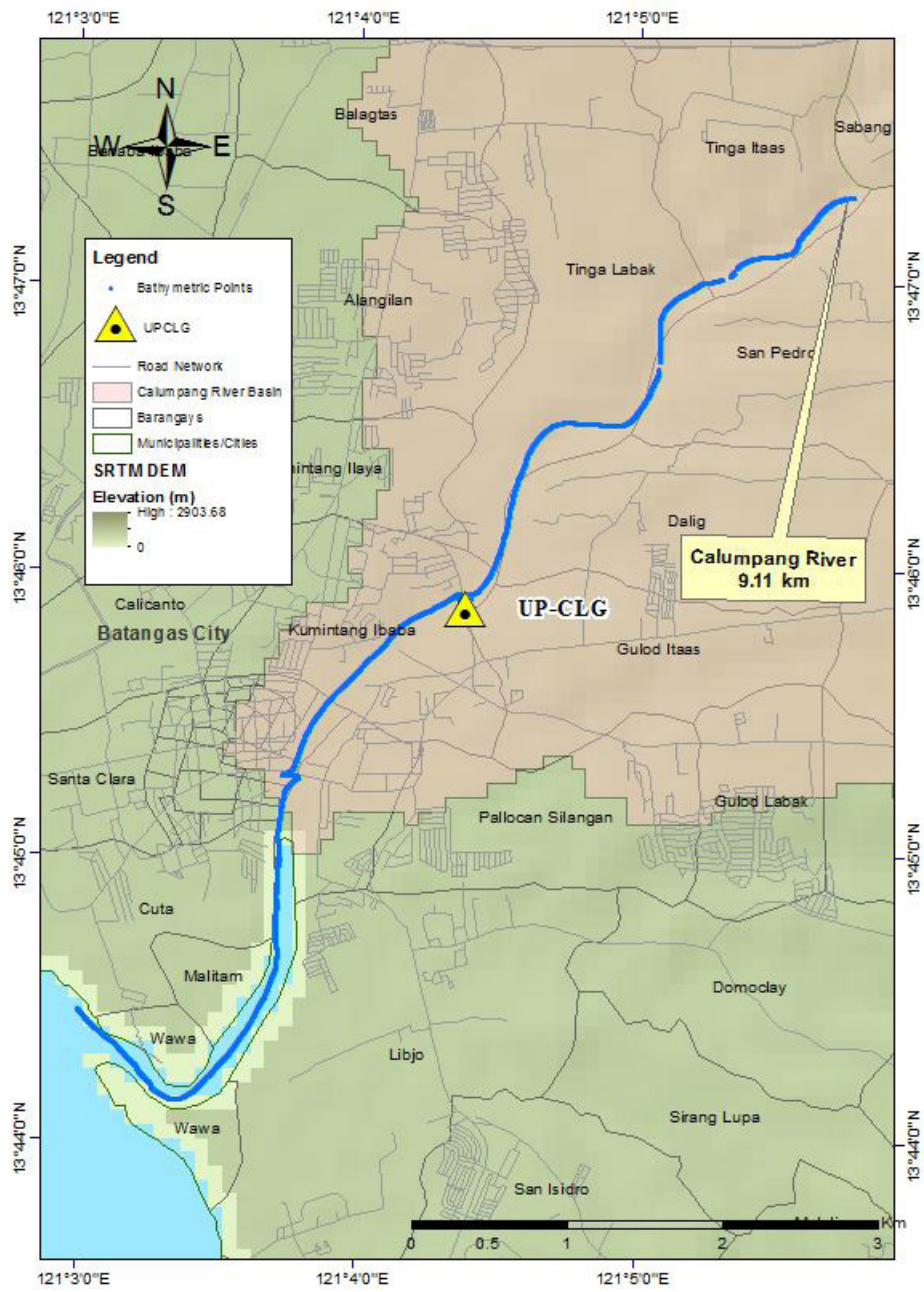 121°3'0"E 121°4'0"E 121°5'0"E
N
W E
S
Balagtas
Sabang
Tinga Itaas
13°47'0"N
13°47'0"N
Legend
Bathymetric Points
UPCLG
Road Network
Calumpang River Basin
Barangays
Municipalities/Cities
SRTM DEM
Elevation (m)
High : 2903.68
0
Tinga Labak
Alangilan
San Pedro
Dalig
Calumpang River
9.11 km
13°46'0"N
13°46'0"N
Calicanto
Batangas City
Kumintang Ibaba
UP-CLG
Gulod Itaas
Santa Clara
Pallocan Silangan
Gulod Labak
13°45'0"N
13°45'0"N
Cuta
Malitam
Domoclay
Wawa
Libjo
Wawa
Sirang Lupa
13°44'0"N
13°44'0"N
San Isidro
Km
0 0.5 1 2 3
121°3'0"E 121°4'0"E 121°5'0"E